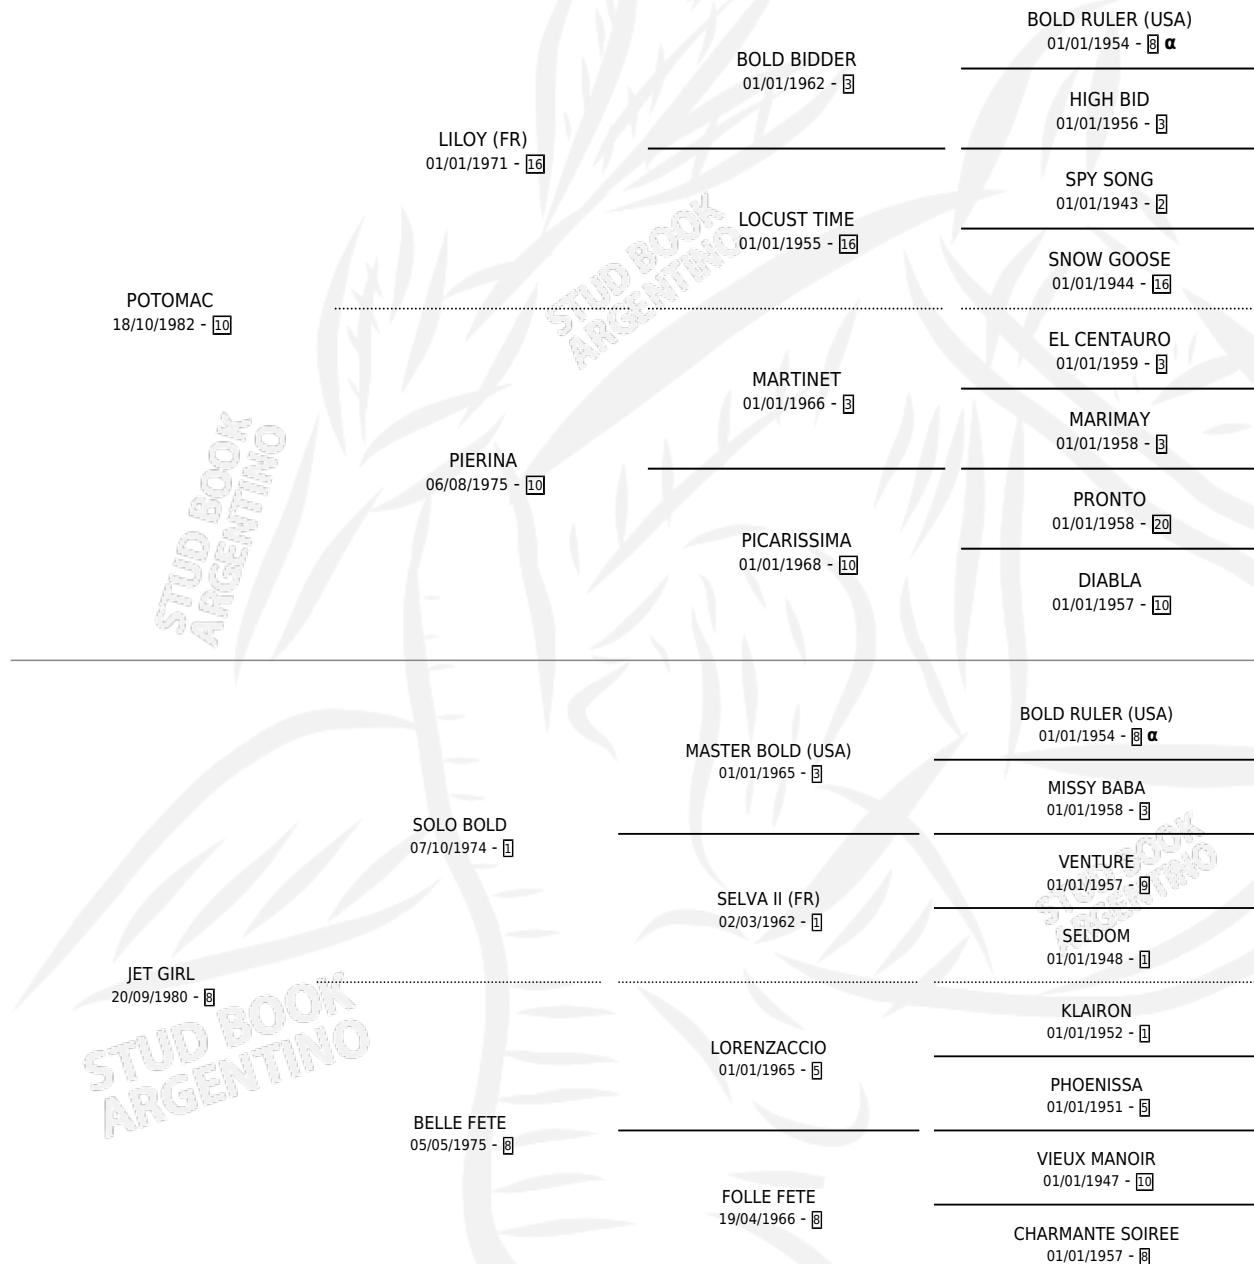 BOLD RULER (USA)
01/01/1954 - 8 α
BOLD BIDDER
01/01/1962 - 3
HIGH BID
01/01/1956 - 3
LILOY (FR)
01/01/1971 - 16
SPY SONG
01/01/1943 - 2
LOCUST TIME
01/01/1955 - 16
SNOW GOOSE
01/01/1944 - 16
POTOMAC
18/10/1982 - 10
STUD BOOK
ARGENTINO
EL CENTAURO
01/01/1959 - 3
MARTINET
01/01/1966 - 3
MARIMAY
01/01/1958 - 3
PIERINA
06/08/1975 - 10
PRONTO
01/01/1958 - 20
PICARISSIMA
01/01/1968 - 10
DIABLA
01/01/1957 - 10
STUD BOOK
ARGENTINO
BOLD RULER (USA)
01/01/1954 - 8 α
MASTER BOLD (USA)
01/01/1965 - 3
MISSY BABA
01/01/1958 - 3
SOLO BOLD
07/10/1974 - 1
VENTURE
01/01/1957 - 9
SELVA II (FR)
02/03/1962 - 1
SELDOM
01/01/1948 - 1
STUD BOOK
ARGENTINO
JET GIRL
20/09/1980 - 8
STUD BOOK
ARGENTINO
KLAIRON
01/01/1952 - 1
LORENZACCIO
01/01/1965 - 5
PHOENISSA
01/01/1951 - 5
BELLE FETE
05/05/1975 - 8
VIEUX MANOIR
01/01/1947 - 10
FOLLE FETE
19/04/1966 - 8
CHARMANTE SOIREE
01/01/1957 - 8